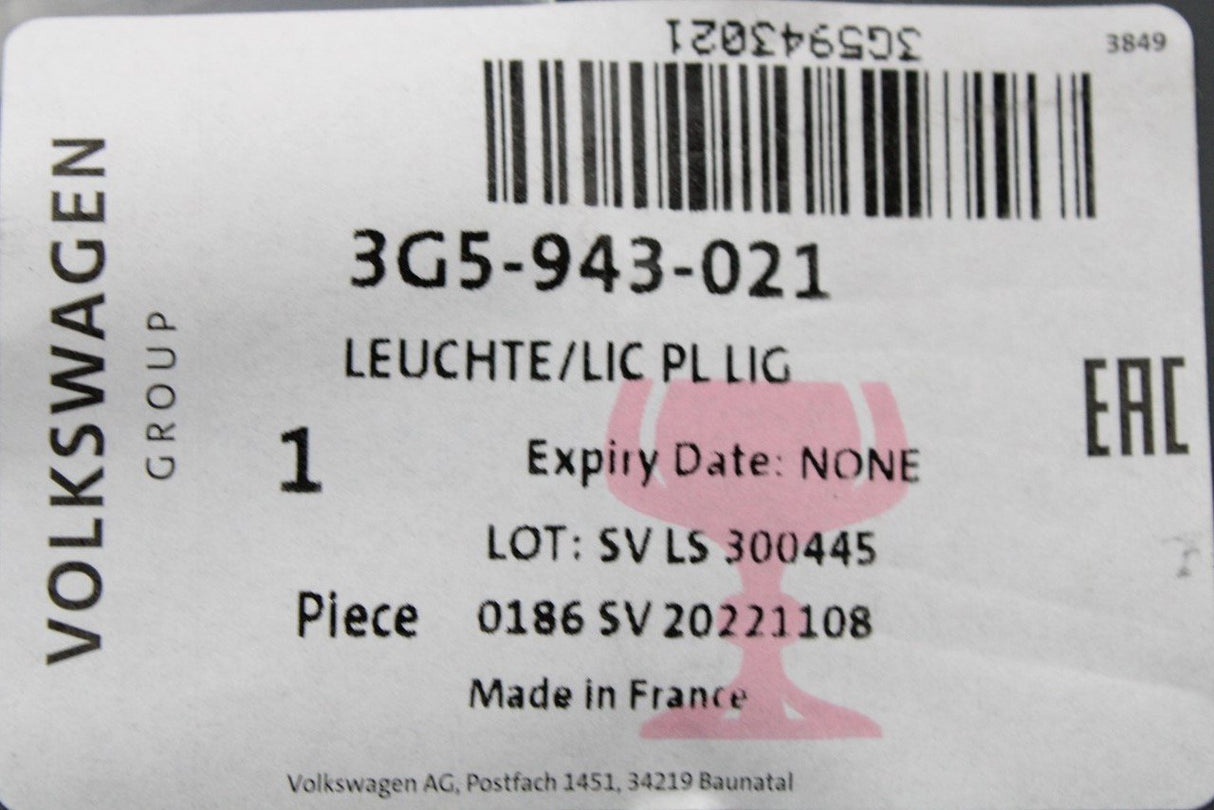 3G5943021
3849
VOLKSWAGEN
GROUP
3G5-943-021
LEUCHTE/LIC PL LIG
EAC
1
Expiry Date: NONE
LOT: SV LS 300445
Piece
0186 SV 20221108
Made in France
Volkswagen AG, Postfach 1451, 34219 Baunatal